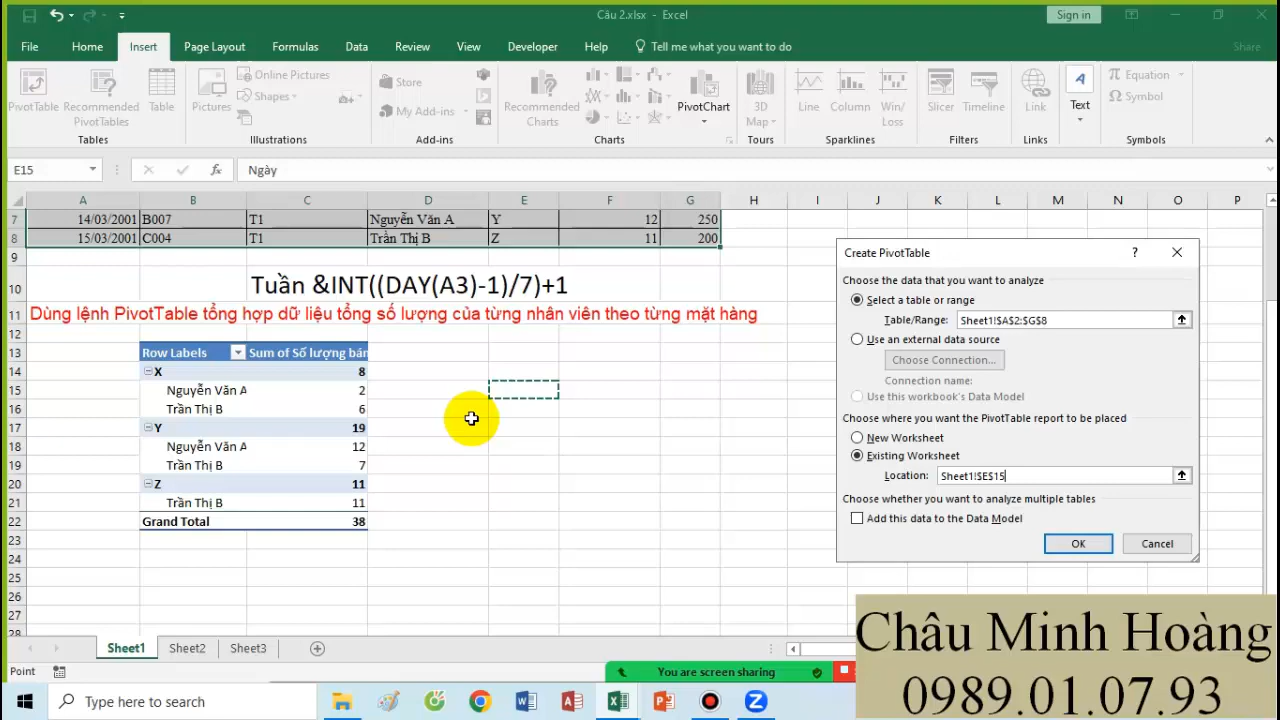 Câu 2.xlsx - Excel
Sign in
File Home Insert Page Layout Formulas Data Review View Developer Help Tell me what you want to do Share
PivotTable Recommended PivotTables Table
Tables
Pictures Online Pictures Shapes
Illustrations
Store
My Add-ins
Add-ins
Recommended Charts
PivotChart
Charts
3D Map
Tours
Line Column Win/Loss
Sparklines
Slicer Timeline
Filters
Link
Links
Text
Equation
Symbol
Symbols
E15 fx Ngày
A B C D E F G H I J K L M N O P
7 14/03/2001 B007 T1 Nguyễn Văn A Y 12 250
8 15/03/2001 C004 T1 Trần Thị B Z 11 200
9
10 Tuần &INT((DAY(A3)-1)/7)+1
11 Dùng lệnh PivotTable tổng hợp dữ liệu tổng số lượng của từng nhân viên theo từng mặt hàng
12
13 Row Labels Sum of Số lượng bán
14 X 8
15 Nguyễn Văn A 2
16 Trần Thị B 6
17 Y 19
18 Nguyễn Văn A 12
19 Trần Thị B 7
20 Z 11
21 Trần Thị B 11
22 Grand Total 38
23
24
25
26
27
28
Create PivotTable ?
Choose the data that you want to analyze
Select a table or range
Table/Range: Sheet1!$A$2:$G$8
Use an external data source
Choose Connection...
Connection name:
Use this workbook's Data Model
Choose where you want the PivotTable report to be placed
New Worksheet
Existing Worksheet
Location: Sheet1!$E$15
Choose whether you want to analyze multiple tables
Add this data to the Data Model
OK Cancel
Sheet1 Sheet2 Sheet3
Point
You are screen sharing
Type here to search
Châu Minh Hoàng
0989.01.07.93